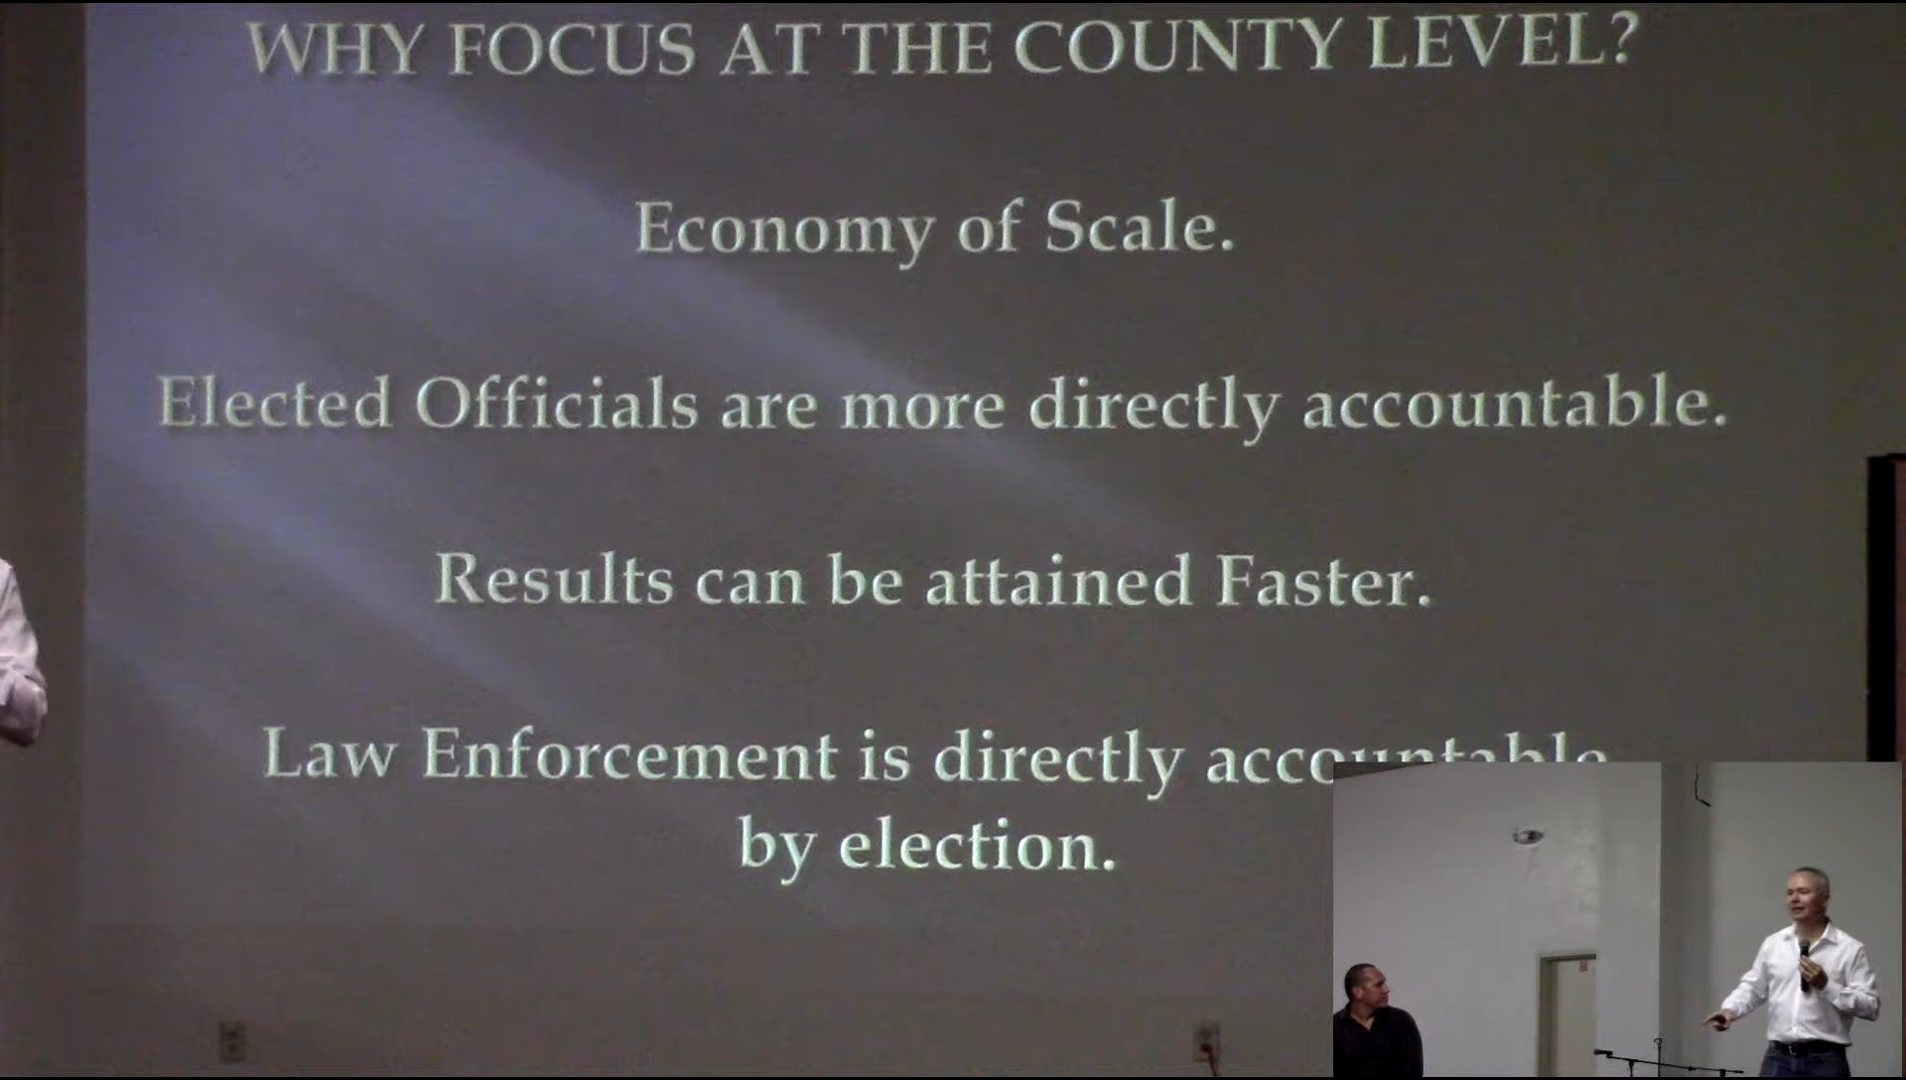 WHY FOCUS AT THE COUNTY LEVEL?
Economy of Scale.
Elected Officials are more directly accountable.
Results can be attained Faster.
Law Enforcement is directly accountable
by election.